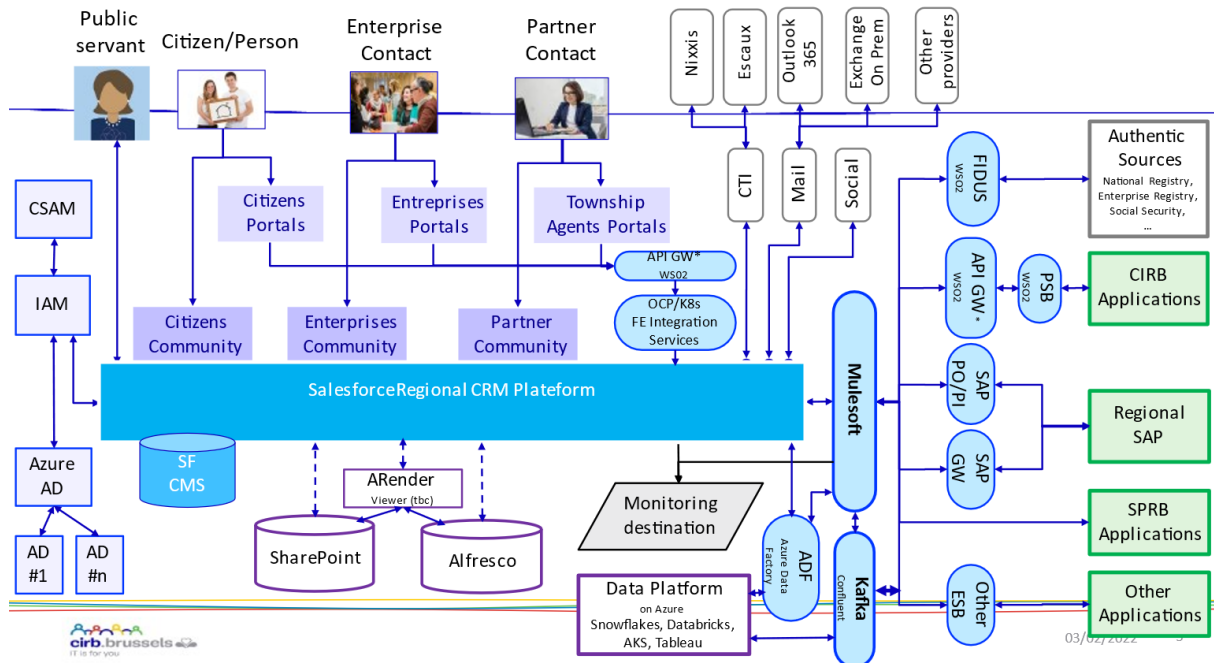 Public
servant
Citizen/Person
Enterprise
Contact
Partner
Contact
Nixxis
Escaux
Outlook
365
Exchange
On Prem
Other
providers
CSAM
IAM
Azure
AD
AD
#1
AD
#n
Citizens
Portals
Entreprises
Portals
Township
Agents Portals
CTI
Mail
Social
API GW*
WS02
OCP/K8s
FE Integration
Services
Citizens
Community
Enterprises
Community
Partner
Community
SalesforceRegional CRM Plateform
SF
CMS
ARender
Viewer (tbc)
SharePoint
Alfresco
Monitoring
destination
Mulesoft
ADF
Azure Data
Factory
Kafka
Confluent
Data Platform
on Azure
Snowflakes, Databricks,
AKS, Tableau
FIDUS
WSO2
API GW*
WSO2
PSB
WSO2
SAP
PO/PI
SAP
GW
Other
ESB
Authentic
Sources
National Registry,
Enterprise Registry,
Social Security,
...
CIRB
Applications
Regional
SAP
SPRB
Applications
Other
Applications
cirb.brussels
IT is for you
03/02/2022